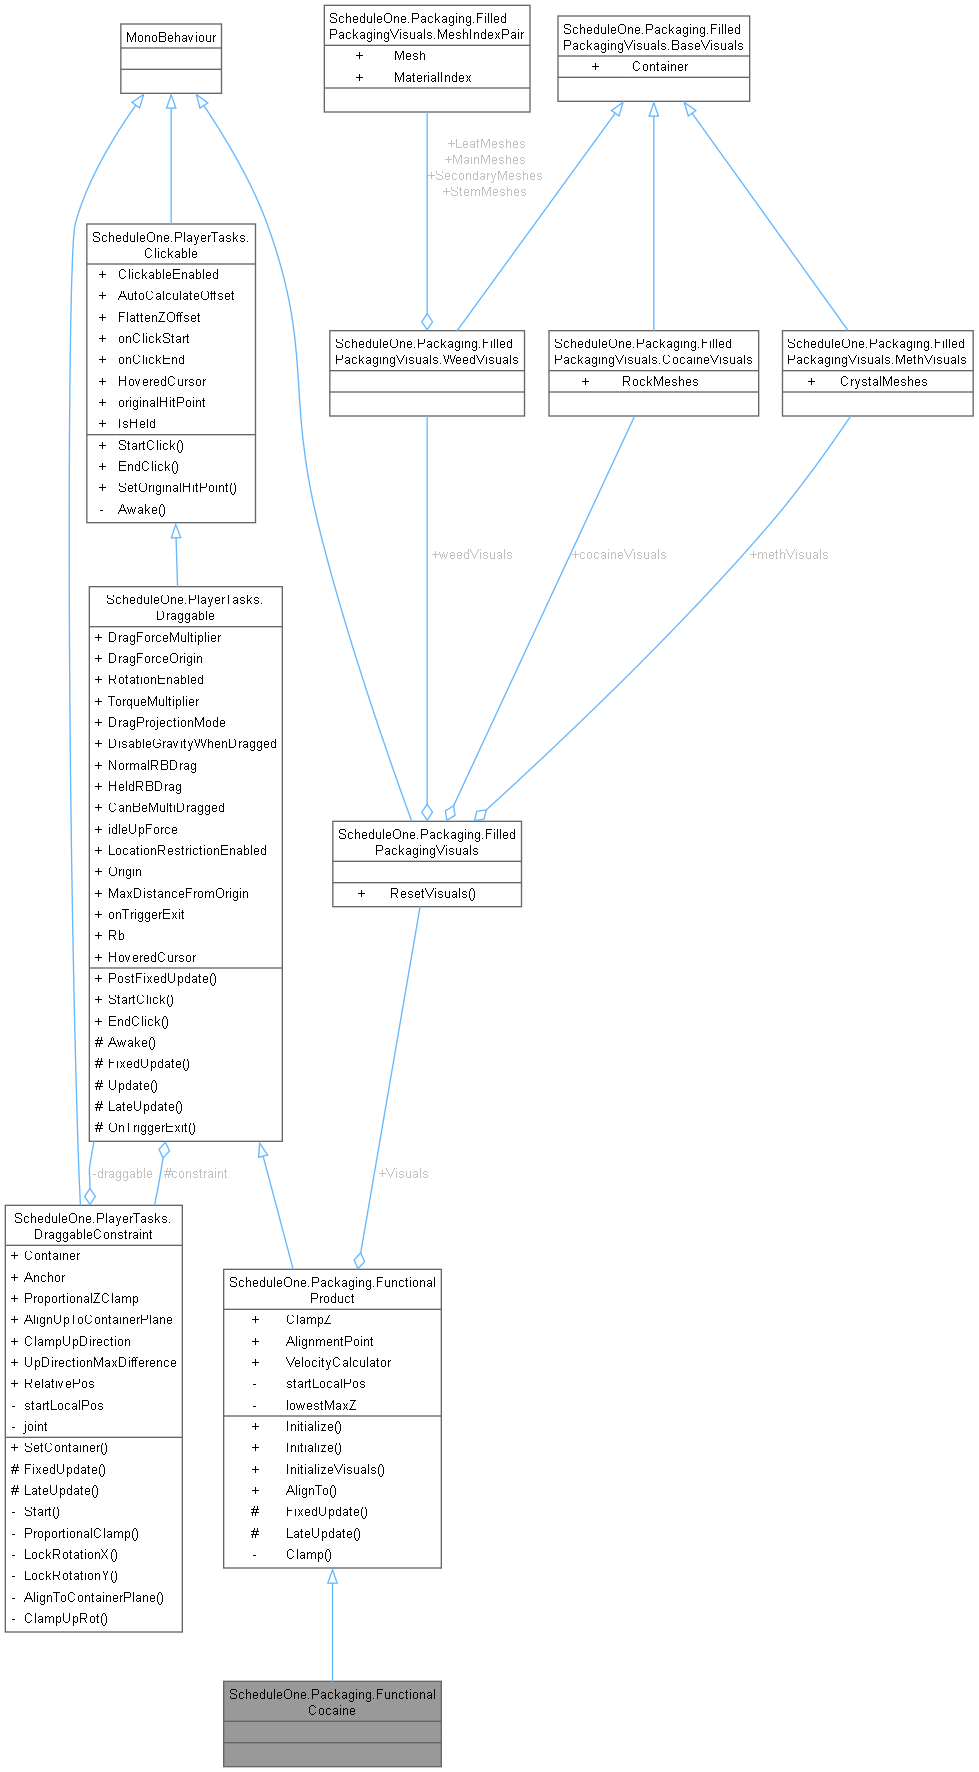 MonoBehaviour
ScheduleOne.Packaging.Filled
PackagingVisuals.MeshIndexPair
+ Mesh
+ MaterialIndex
ScheduleOne.Packaging.Filled
PackagingVisuals.BaseVisuals
+ Container
+LeafMeshes
+MainMeshes
+SecondaryMeshes
+StemMeshes
ScheduleOne.PlayerTasks.
Clickable
+ ClickableEnabled
+ AutoCalculateOffset
+ FlattenZOffset
+ onClickStart
+ onClickEnd
+ HoveredCursor
+ originalHitPoint
+ IsHeld
+ StartClick()
+ EndClick()
+ SetOriginalHitPoint()
- Awake()
ScheduleOne.Packaging.Filled
PackagingVisuals.WeedVisuals
ScheduleOne.Packaging.Filled
PackagingVisuals.CocaineVisuals
+ RockMeshes
ScheduleOne.Packaging.Filled
PackagingVisuals.MethVisuals
+ CrystalMeshes
+weedVisuals
+cocaineVisuals
+methVisuals
ScheduleOne.PlayerTasks.
Draggable
+ DragForceMultiplier
+ DragForceOrigin
+ RotationEnabled
+ TorqueMultiplier
+ DragProjectionMode
+ DisableGravityWhenDragged
+ NormalRBDrag
+ HeldRBDrag
+ CanBeMultiDragged
+ idleUpForce
+ LocationRestrictionEnabled
+ Origin
+ MaxDistanceFromOrigin
+ onTriggerExit
+ Rb
+ HoveredCursor
+ PostFixedUpdate()
+ StartClick()
+ EndClick()
# Awake()
# FixedUpdate()
# Update()
# LateUpdate()
# OnTriggerExit()
ScheduleOne.Packaging.Filled
PackagingVisuals
+ ResetVisuals()
-draggable
#constraint
+Visuals
ScheduleOne.PlayerTasks.
DraggableConstraint
+ Container
+ Anchor
+ ProportionalZClamp
+ AlignUpToContainerPlane
+ ClampUpDirection
+ UpDirectionMaxDifference
+ RelativePos
- startLocalPos
- joint
+ SetContainer()
# FixedUpdate()
# LateUpdate()
- Start()
- ProportionalClamp()
- LockRotationX()
- LockRotationY()
- AlignToContainerPlane()
- ClampUpRot()
ScheduleOne.Packaging.Functional
Product
+ ClampZ
+ AlignmentPoint
+ VelocityCalculator
- startLocalPos
- lowestMaxZ
+ Initialize()
+ Initialize()
+ InitializeVisuals()
+ AlignTo()
# FixedUpdate()
# LateUpdate()
- Clamp()
ScheduleOne.Packaging.Functional
Cocaine